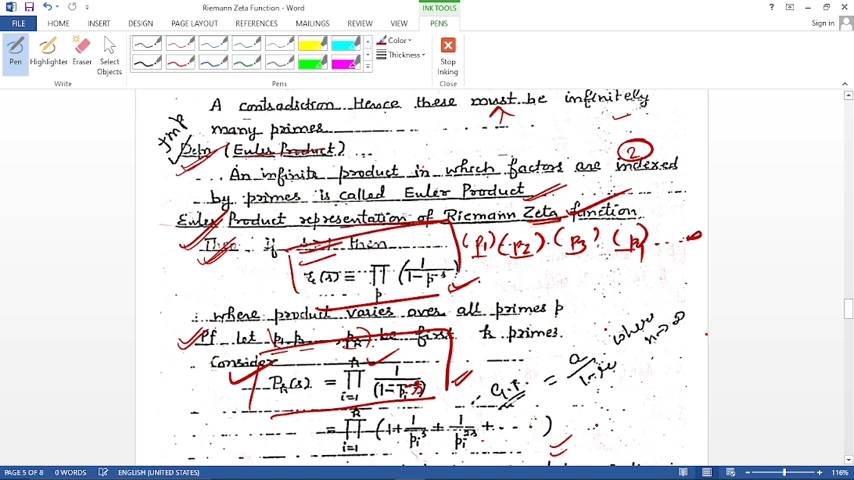 Riemann Zeta Function - Word
INK TOOLS
Sign in
FILE HOME INSERT DESIGN PAGE LAYOUT REFERENCES MAILINGS REVIEW VIEW PENS
Pen Highlighter Eraser Select Objects
Color
Thickness
Stop Inking
Write Pens
A contradiction Hence there must be infinitely
many primes
Imp
Defn (Euler Product)
2
An infinite product in which factors are indexed
by primes is called Euler Product
Euler Product representation of Riemann Zeta function
Then if then
(p1) (p2) . (p3) (p4) .... ∞
ζ(s) = ∏p (1/(1-p^-s))
where product varies over all primes p
Pf let p1 p2 ... pk be first k primes.
Consider
Pk(s) = ∏ i=1 k 1/(1-pi^-s)
G.P. = a/1-r where n→∞
= ∏ i=1 k (1 + 1/pi^s + 1/pi^2s + ... )
PAGE 5 OF 8 0 WORDS ENGLISH (UNITED STATES) 116%